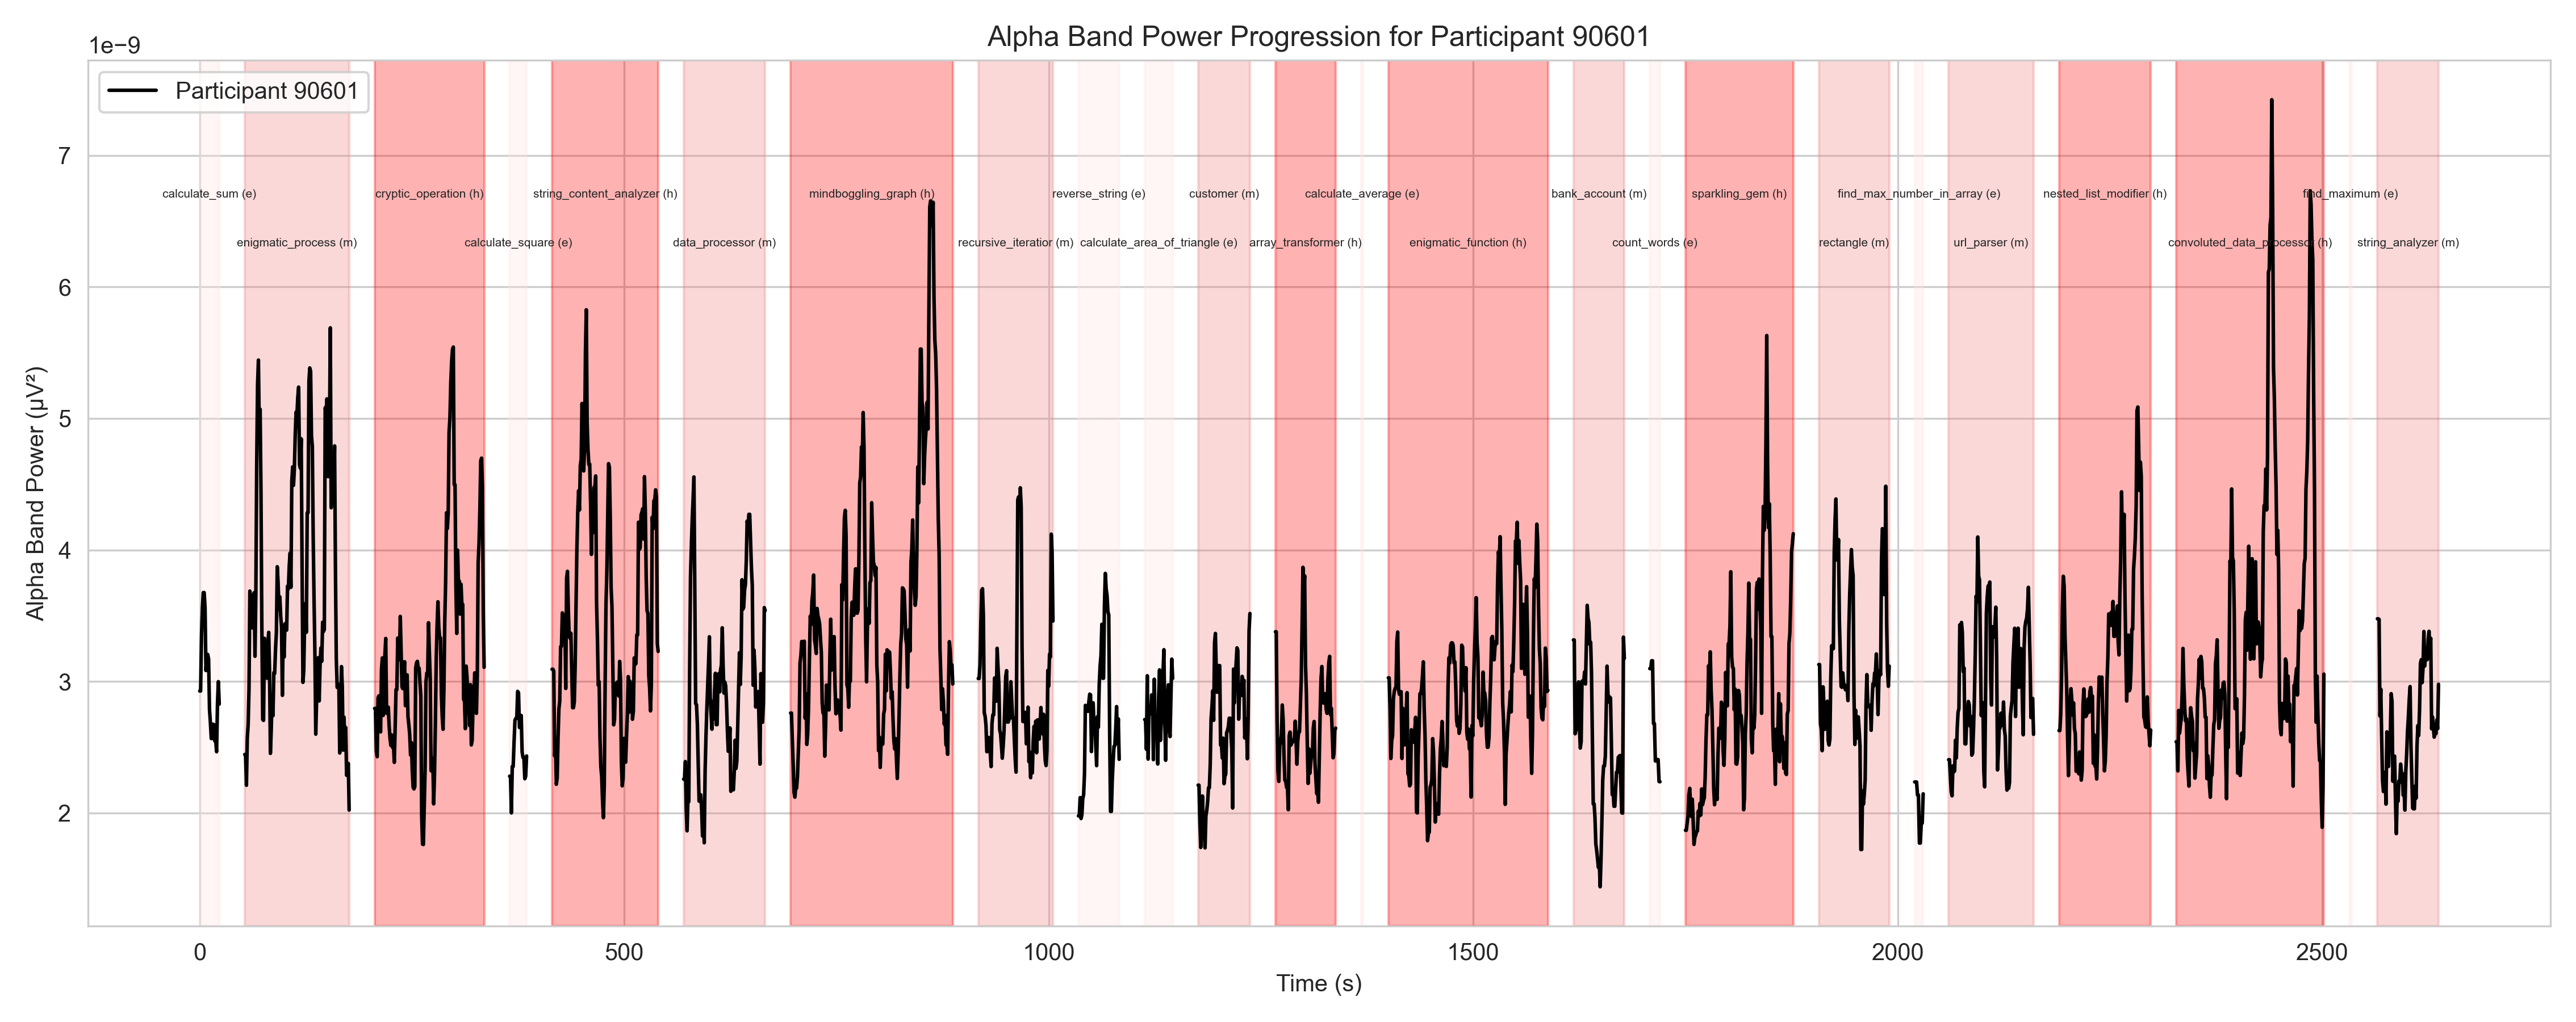 Alpha Band Power Progression for Participant 90601
1e−9
Participant 90601
7
calculate_sum (e)
cryptic_operation (h)
string_content_analyzer (h)
mindboggling_graph (h)
reverse_string (e)
customer (m)
calculate_average (e)
bank_account (m)
sparkling_gem (h)
find_max_number_in_array (e)
nested_list_modifier (h)
find_maximum (e)
enigmatic_process (m)
calculate_square (e)
data_processor (m)
recursive_iteratior (m)
calculate_area_of_triangle (e)
array_transformer (h)
enigmatic_function (h)
count_words (e)
rectangle (m)
url_parser (m)
convoluted_data_processor (h)
string_analyzer (m)
6
5
4
3
2
Alpha Band Power (µV²)
0
500
1000
1500
2000
2500
Time (s)